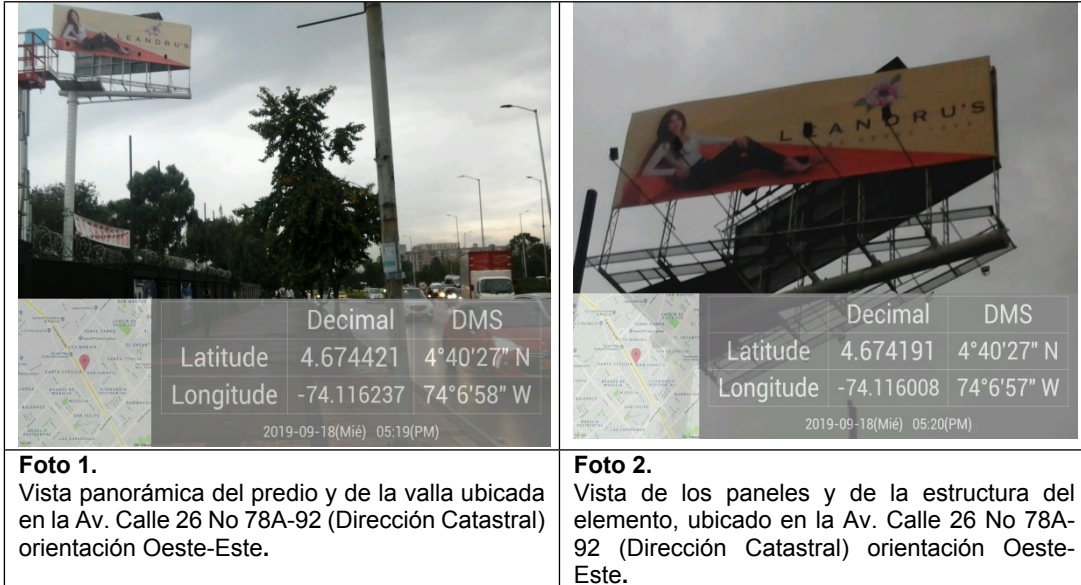 LEANDRU'S
Decimal DMS
Latitude 4.674421 4°40'27" N
Longitude -74.116237 74°6'58" W
2019-09-18(Mié) 05:19(PM)
LEANDRU'S
Decimal DMS
Latitude 4.674191 4°40'27" N
Longitude -74.116008 74°6'57" W
2019-09-18(Mié) 05:20(PM)
Foto 1.
Vista panorámica del predio y de la valla ubicada
en la Av. Calle 26 No 78A-92 (Dirección Catastral)
orientación Oeste-Este.
Foto 2.
Vista de los paneles y de la estructura del
elemento, ubicado en la Av. Calle 26 No 78A-
92 (Dirección Catastral) orientación Oeste-
Este.